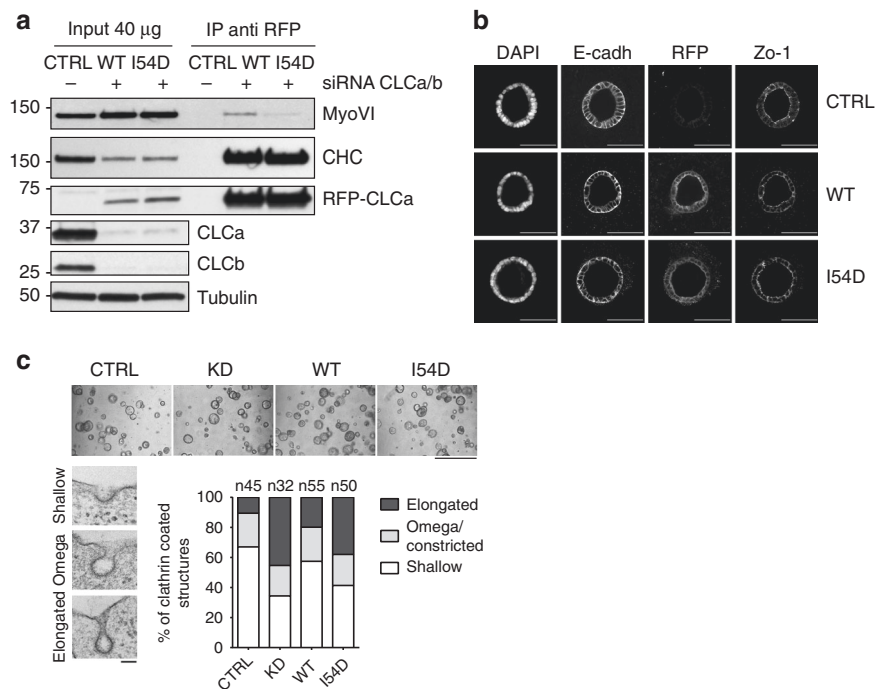 a
Input 40 µg
IP anti RFP
CTRL WT I54D
CTRL WT I54D
– + + – + + siRNA CLCa/b
150 MyoVI
150 CHC
75 RFP-CLCa
37 CLCa
25 CLCb
50 Tubulin
b
DAPI E-cadh RFP Zo-1
CTRL
WT
I54D
c
CTRL KD WT I54D
Shallow
Omega
Elongated
% of clathrin coated
structures
n45 n32 n55 n50
100
80
60
40
20
0
CTRL KD WT I54D
Elongated
Omega/
constricted
Shallow